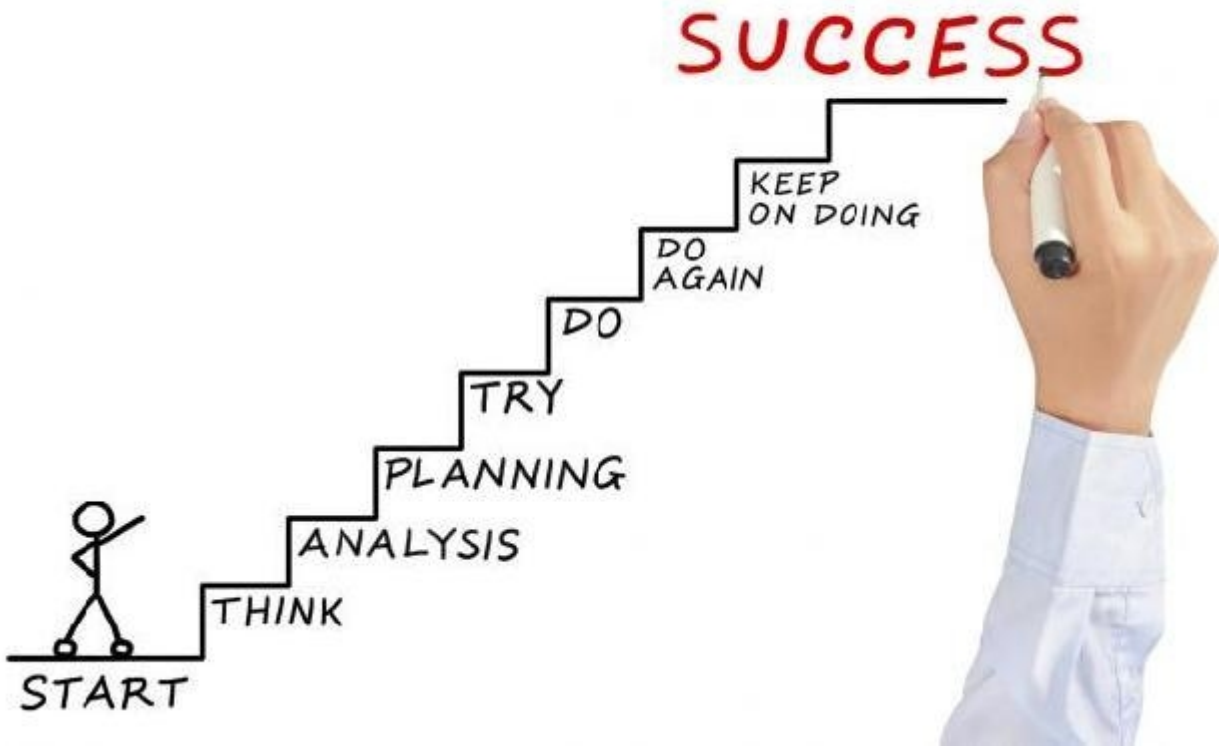 SUCCESS
KEEP
ON DOING
DO
AGAIN
DO
TRY
PLANNING
ANALYSIS
THINK
START